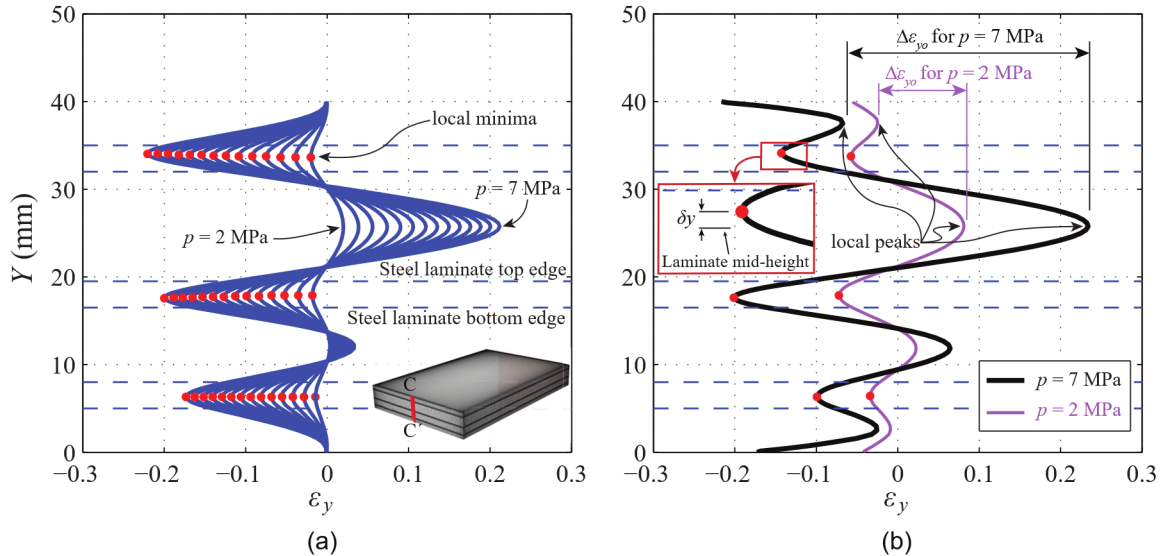 50
40
30
20
10
0
Y (mm)
−0.3
−0.2
−0.1
0
0.1
0.2
0.3
εy
local minima
p = 7 MPa
p = 2 MPa
Steel laminate top edge
Steel laminate bottom edge
C
C´
(a)
50
40
30
20
10
0
−0.3
−0.2
−0.1
0
0.1
0.2
0.3
εy
Δεyo for p = 7 MPa
Δεyo for p = 2 MPa
δy
Laminate mid-height
local peaks
p = 7 MPa
p = 2 MPa
(b)